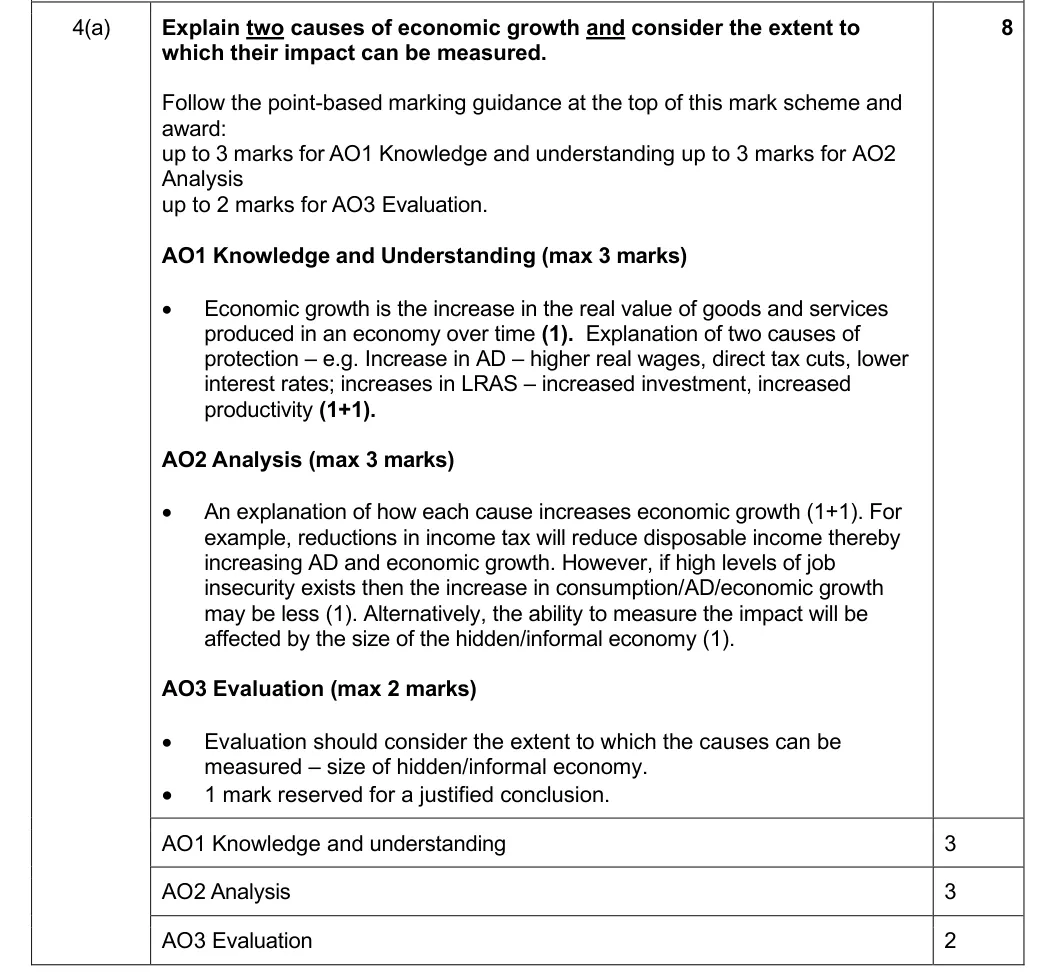 4(a)
Explain two causes of economic growth and consider the extent to
which their impact can be measured.
8
Follow the point-based marking guidance at the top of this mark scheme and
award:
up to 3 marks for AO1 Knowledge and understanding up to 3 marks for AO2
Analysis
up to 2 marks for AO3 Evaluation.
AO1 Knowledge and Understanding (max 3 marks)
• Economic growth is the increase in the real value of goods and services
produced in an economy over time (1). Explanation of two causes of
protection – e.g. Increase in AD – higher real wages, direct tax cuts, lower
interest rates; increases in LRAS – increased investment, increased
productivity (1+1).
AO2 Analysis (max 3 marks)
• An explanation of how each cause increases economic growth (1+1). For
example, reductions in income tax will reduce disposable income thereby
increasing AD and economic growth. However, if high levels of job
insecurity exists then the increase in consumption/AD/economic growth
may be less (1). Alternatively, the ability to measure the impact will be
affected by the size of the hidden/informal economy (1).
AO3 Evaluation (max 2 marks)
• Evaluation should consider the extent to which the causes can be
measured – size of hidden/informal economy.
• 1 mark reserved for a justified conclusion.
AO1 Knowledge and understanding 3
AO2 Analysis 3
AO3 Evaluation 2